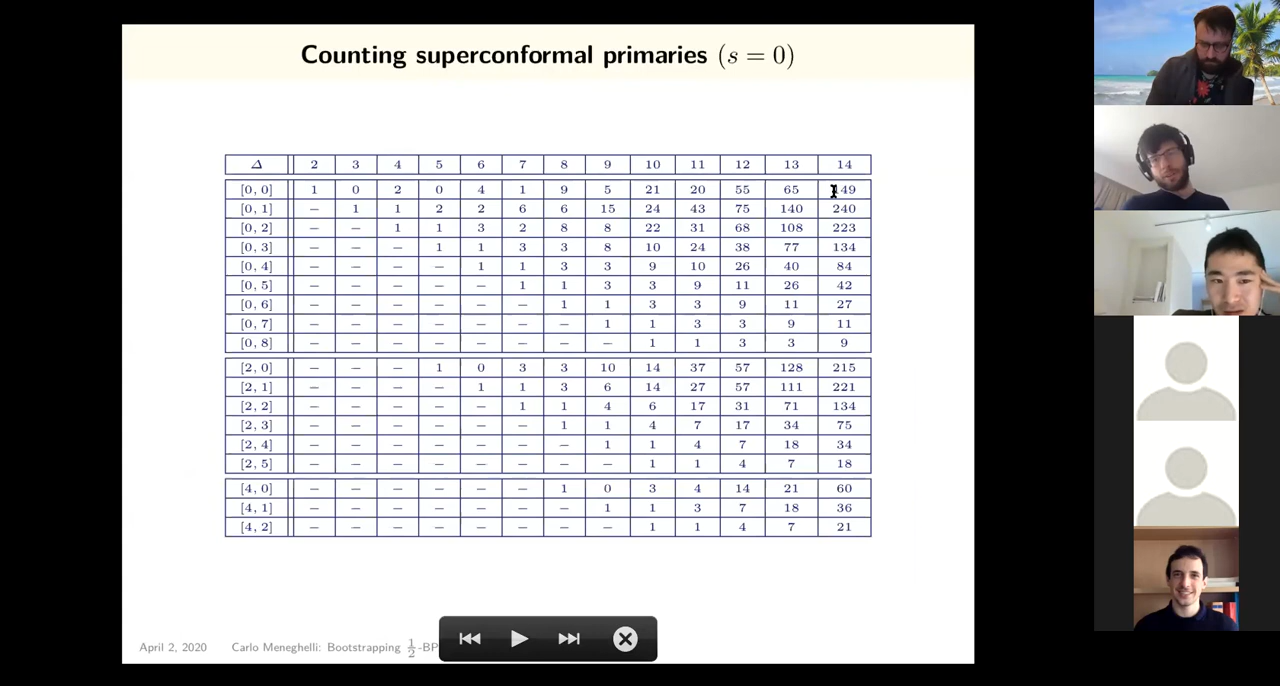 Counting superconformal primaries (s = 0)
Δ 2 3 4 5 6 7 8 9 10 11 12 13 14
[0, 0] 1 0 2 0 4 1 9 5 21 20 55 65 149
[0, 1] – 1 1 2 2 6 6 15 24 43 75 140 240
[0, 2] – – 1 1 3 2 8 8 22 31 68 108 223
[0, 3] – – – 1 1 3 3 8 10 24 38 77 134
[0, 4] – – – – 1 1 3 3 9 10 26 40 84
[0, 5] – – – – – 1 1 3 3 9 11 26 42
[0, 6] – – – – – – 1 1 3 3 9 11 27
[0, 7] – – – – – – – 1 1 3 3 9 11
[0, 8] – – – – – – – – 1 1 3 3 9
[2, 0] – – – 1 0 3 3 10 14 37 57 128 215
[2, 1] – – – – 1 1 3 6 14 27 57 111 221
[2, 2] – – – – – 1 1 4 6 17 31 71 134
[2, 3] – – – – – – 1 1 4 7 17 34 75
[2, 4] – – – – – – – 1 1 4 7 18 34
[2, 5] – – – – – – – – 1 1 4 7 18
[4, 0] – – – – – – 1 0 3 4 14 21 60
[4, 1] – – – – – – – 1 1 3 7 18 36
[4, 2] – – – – – – – – 1 1 4 7 21
April 2, 2020 Carlo Meneghelli: Bootstrapping ½-BP